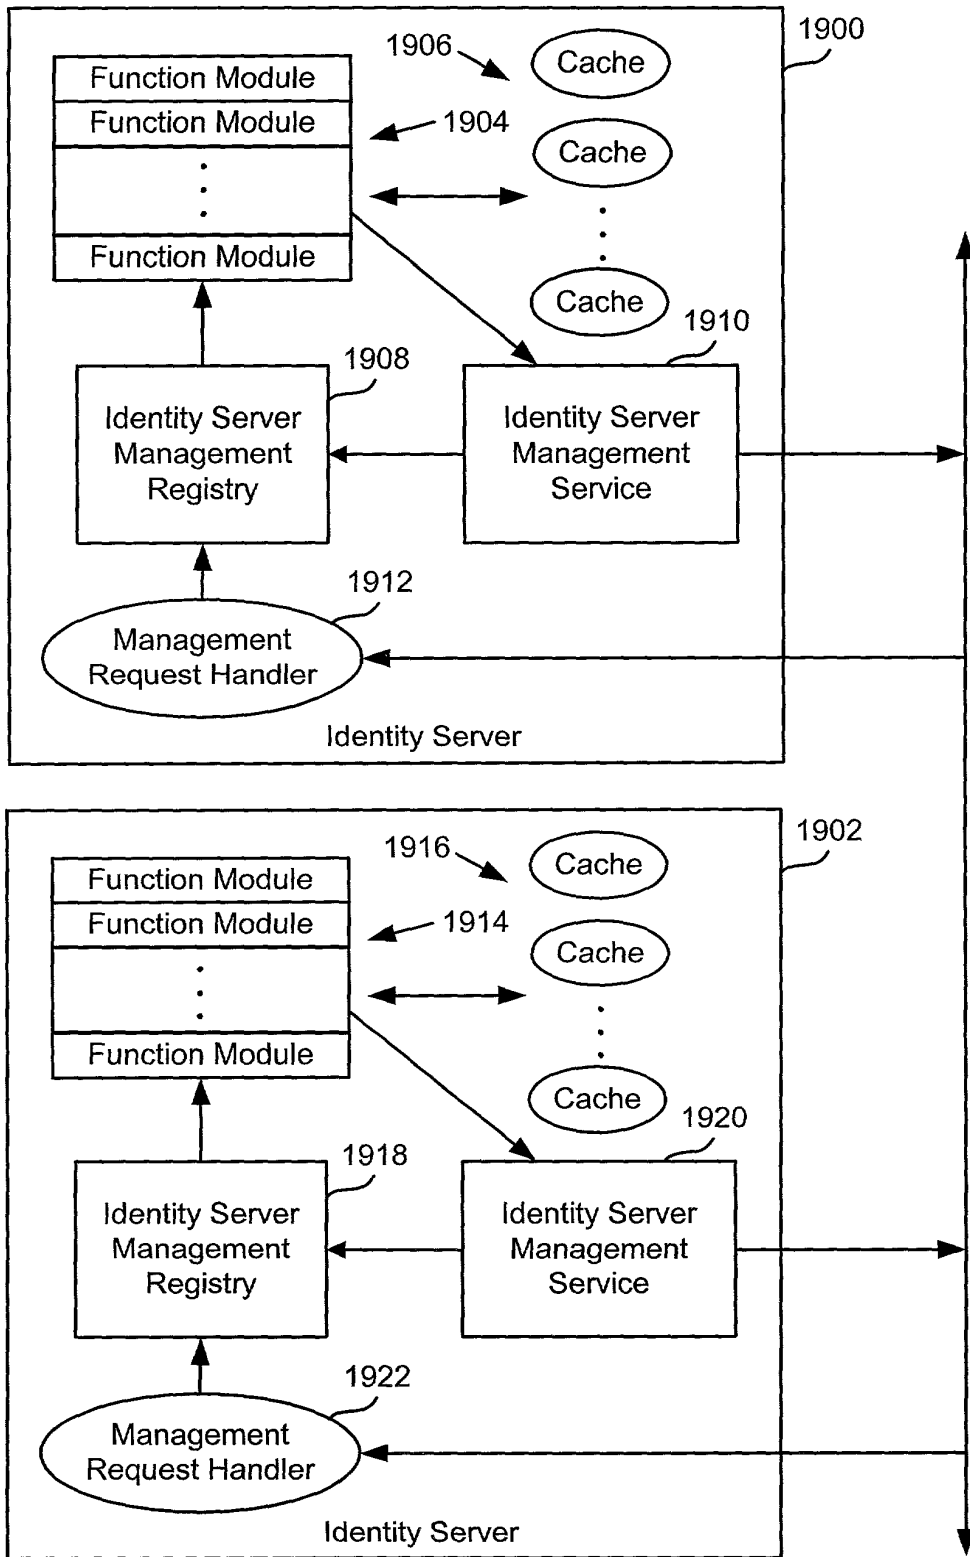 1900
1906
Cache
Function Module
Function Module
1904
Cache
Function Module
Cache
1910
1908
Identity Server
Management
Registry
Identity Server
Management
Service
1912
Management
Request Handler
Identity Server
1902
1916
Cache
Function Module
Function Module
1914
Cache
Function Module
Cache
1920
1918
Identity Server
Management
Registry
Identity Server
Management
Service
1922
Management
Request Handler
Identity Server